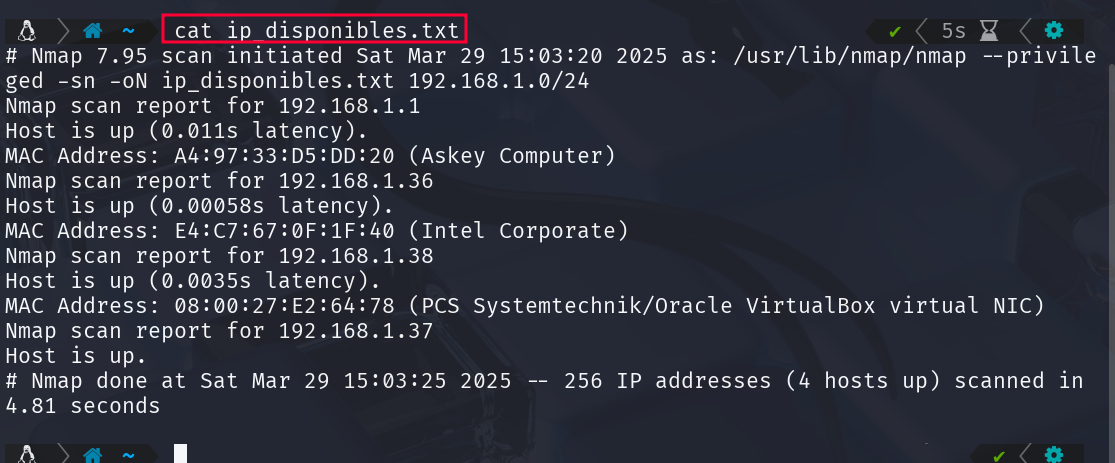 ~ cat ip_disponibles.txt ✔ 5s
# Nmap 7.95 scan initiated Sat Mar 29 15:03:20 2025 as: /usr/lib/nmap/nmap --privile
ged -sn -oN ip_disponibles.txt 192.168.1.0/24
Nmap scan report for 192.168.1.1
Host is up (0.011s latency).
MAC Address: A4:97:33:D5:DD:20 (Askey Computer)
Nmap scan report for 192.168.1.36
Host is up (0.00058s latency).
MAC Address: E4:C7:67:0F:1F:40 (Intel Corporate)
Nmap scan report for 192.168.1.38
Host is up (0.0035s latency).
MAC Address: 08:00:27:E2:64:78 (PCS Systemtechnik/Oracle VirtualBox virtual NIC)
Nmap scan report for 192.168.1.37
Host is up.
# Nmap done at Sat Mar 29 15:03:25 2025 -- 256 IP addresses (4 hosts up) scanned in
4.81 seconds
~ ✔